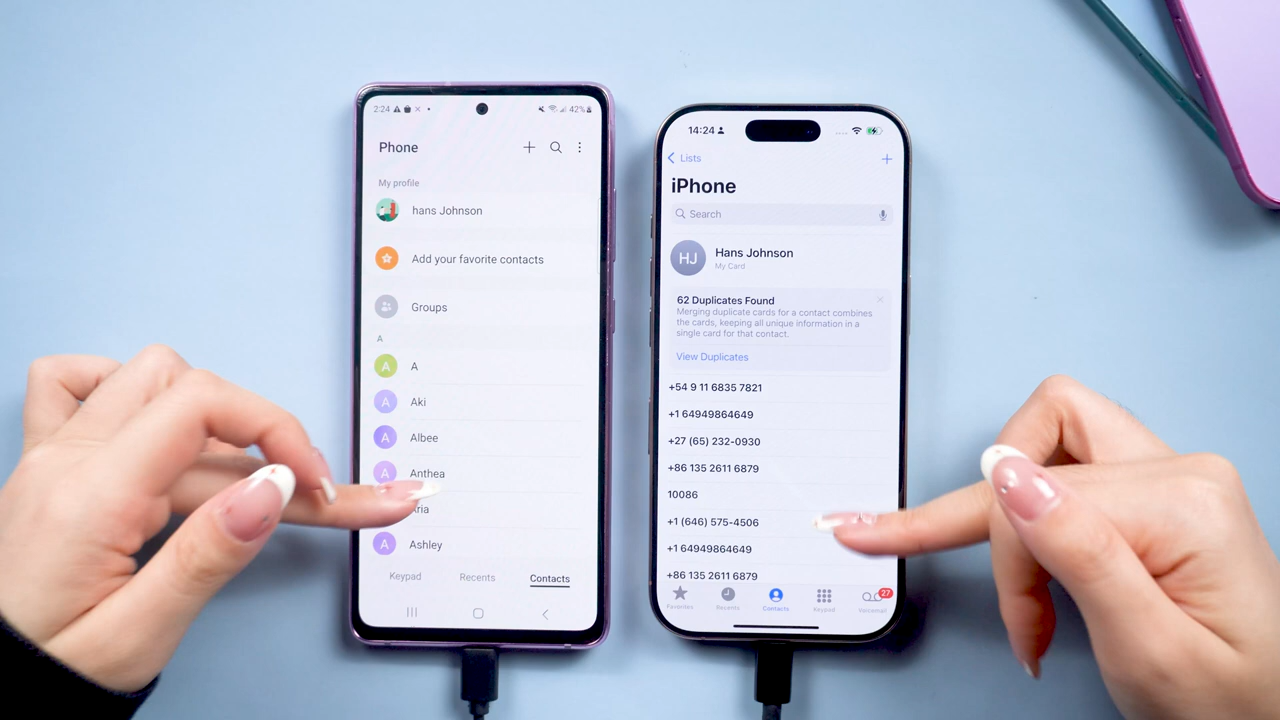 2:24
42%
Phone
My profile
hans Johnson
Add your favorite contacts
Groups
A
A A
A Aki
A Albee
A Anthea
ria
A Ashley
Keypad Recents Contacts
14:24
Lists
iPhone
Search
HJ
Hans Johnson
My Card
62 Duplicates Found
Merging duplicate cards for a contact combines
the cards, keeping all unique information in a
single card for that contact.
View Duplicates
+54 9 11 6835 7821
+1 64949864649
+27 (65) 232-0930
+86 135 2611 6879
10086
+1 (646) 575-4506
+1 64949864649
+86 135 2611 6879
27
Favorites Recents Contacts Keypad Voicemail